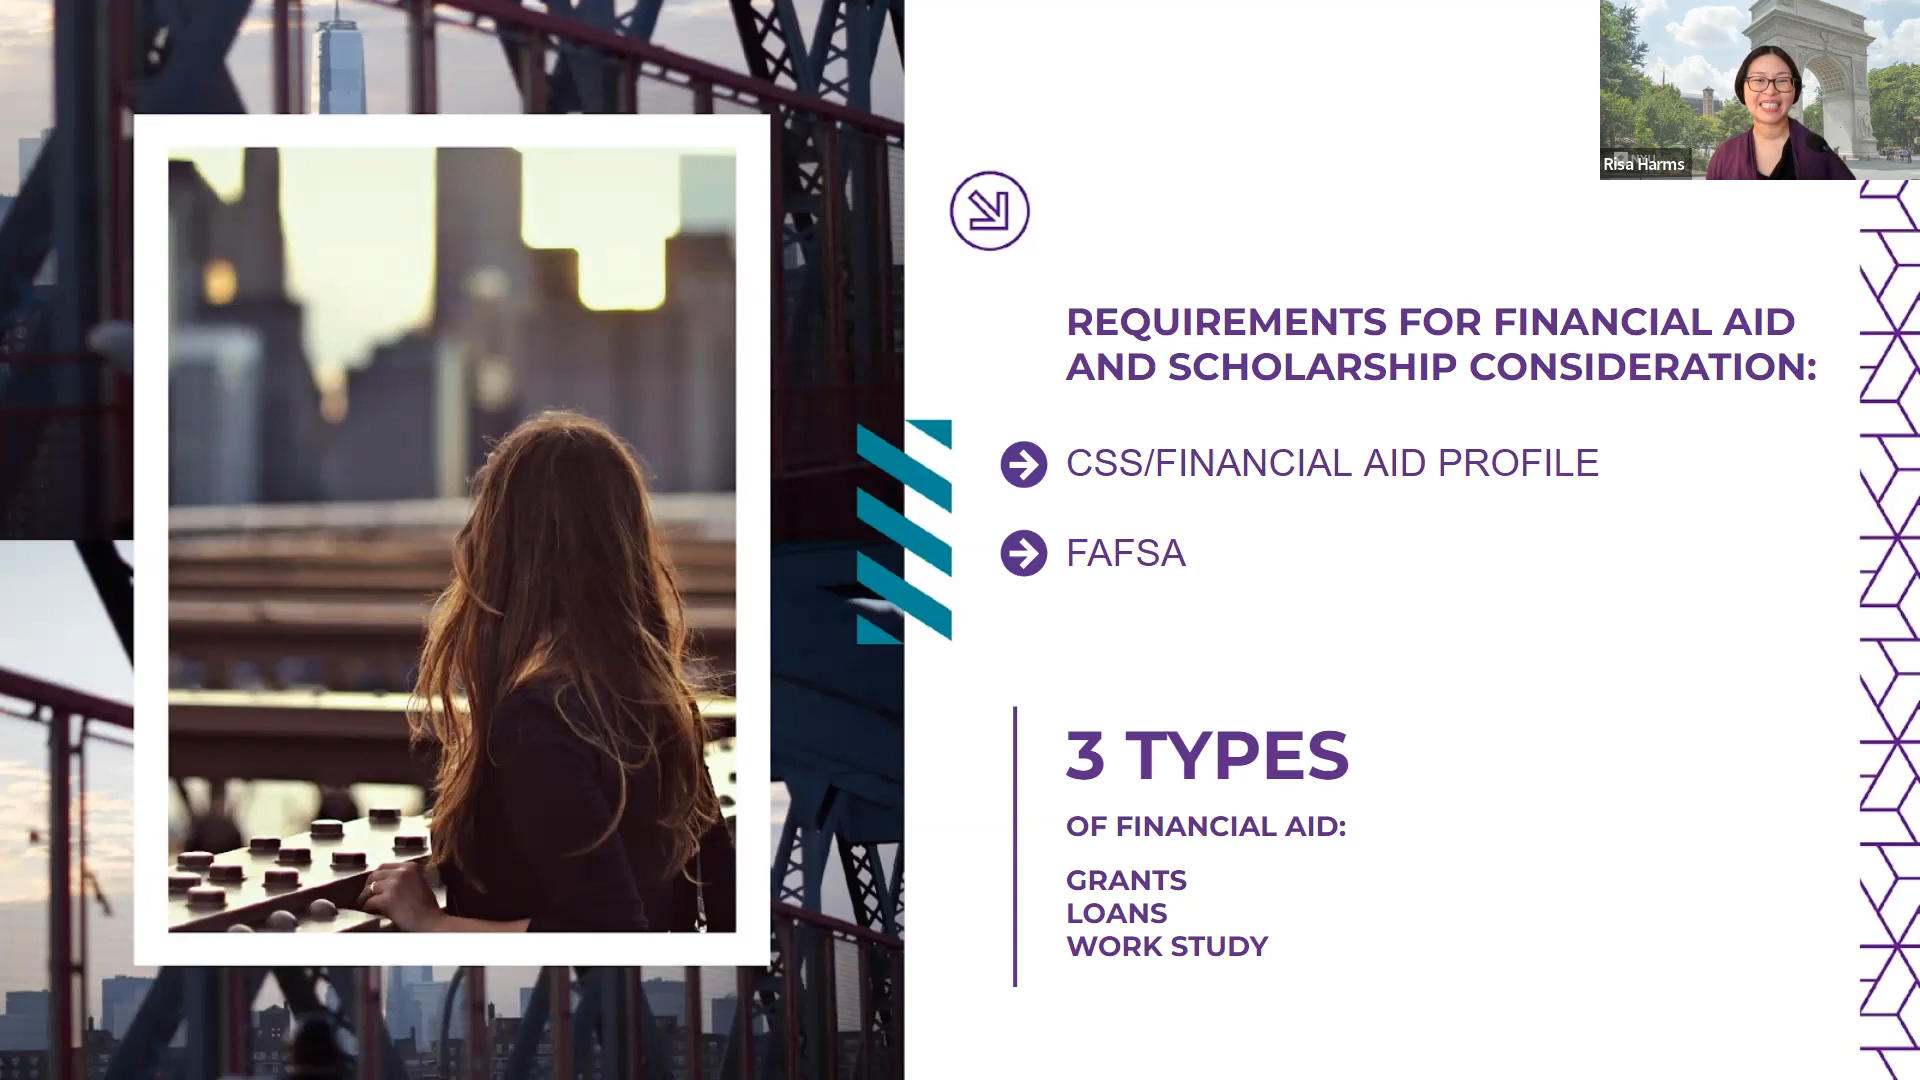 Risa Harms
REQUIREMENTS FOR FINANCIAL AID
AND SCHOLARSHIP CONSIDERATION:
CSS/FINANCIAL AID PROFILE
FAFSA
3 TYPES
OF FINANCIAL AID:
GRANTS
LOANS
WORK STUDY